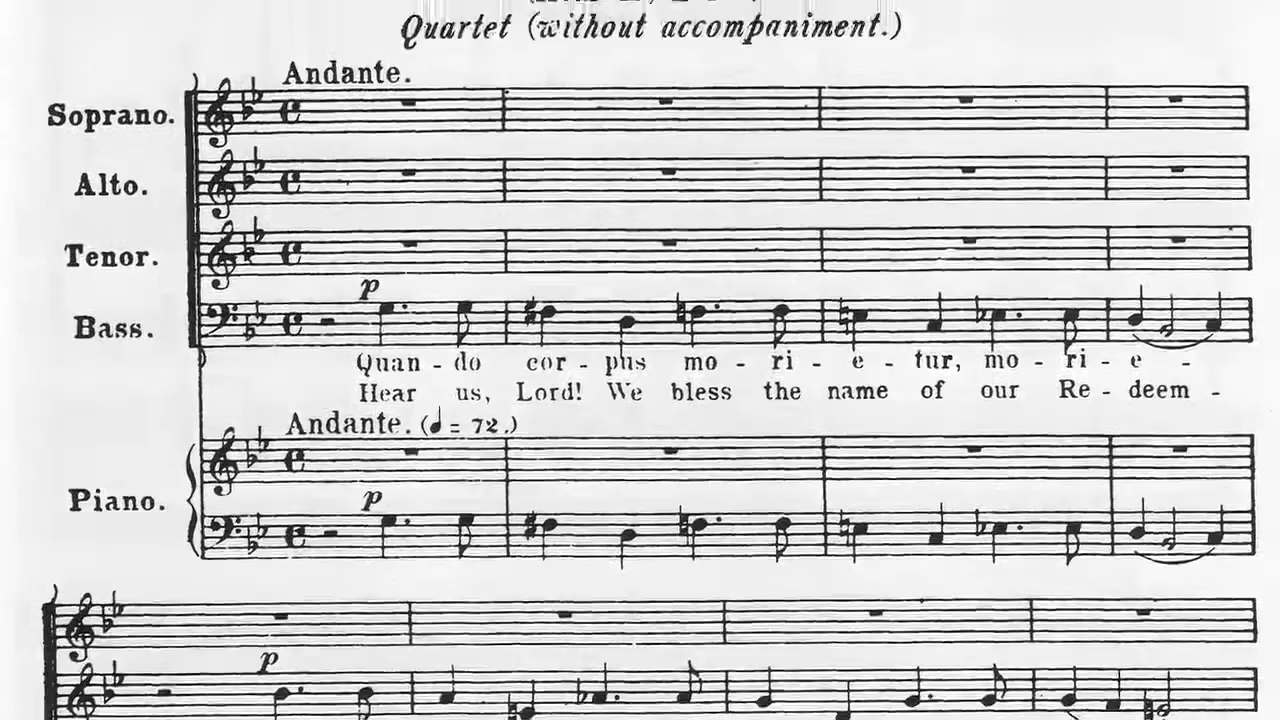 Quartet (without accompaniment.)
Andante.
Soprano.
Alto.
Tenor.
p
Bass.
Quan - do cor - pus mo - ri - e - tur, mo - ri - e -
Hear us, Lord! We bless the name of our Re - deem -
Andante. (♩ = 72.)
p
Piano.
p